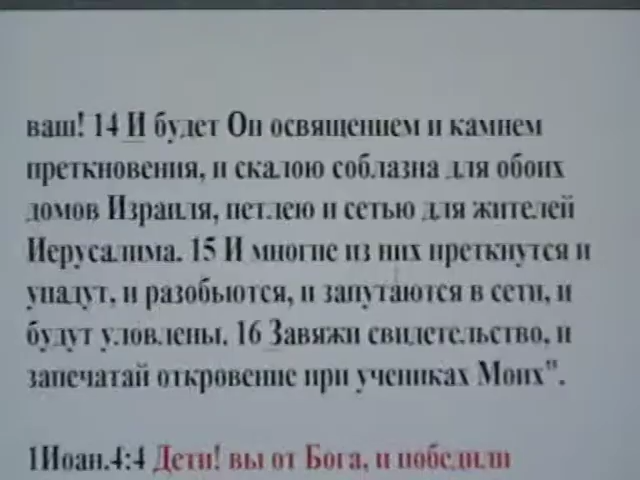 ваш! 14 И будет Он освящением и камнем
преткновения, и скалою соблазна для обоих
домов Израиля, петлею и сетью для жителей
Иерусалима. 15 И многие из них преткнутся и
упадут, и разобьются, и запутаются в сети, и
будут уловлены. 16 Завяжи свидетельство, и
запечатай откровение при учениках Моих".
1Иоан.4:4 Дети! вы от Бога, и победили